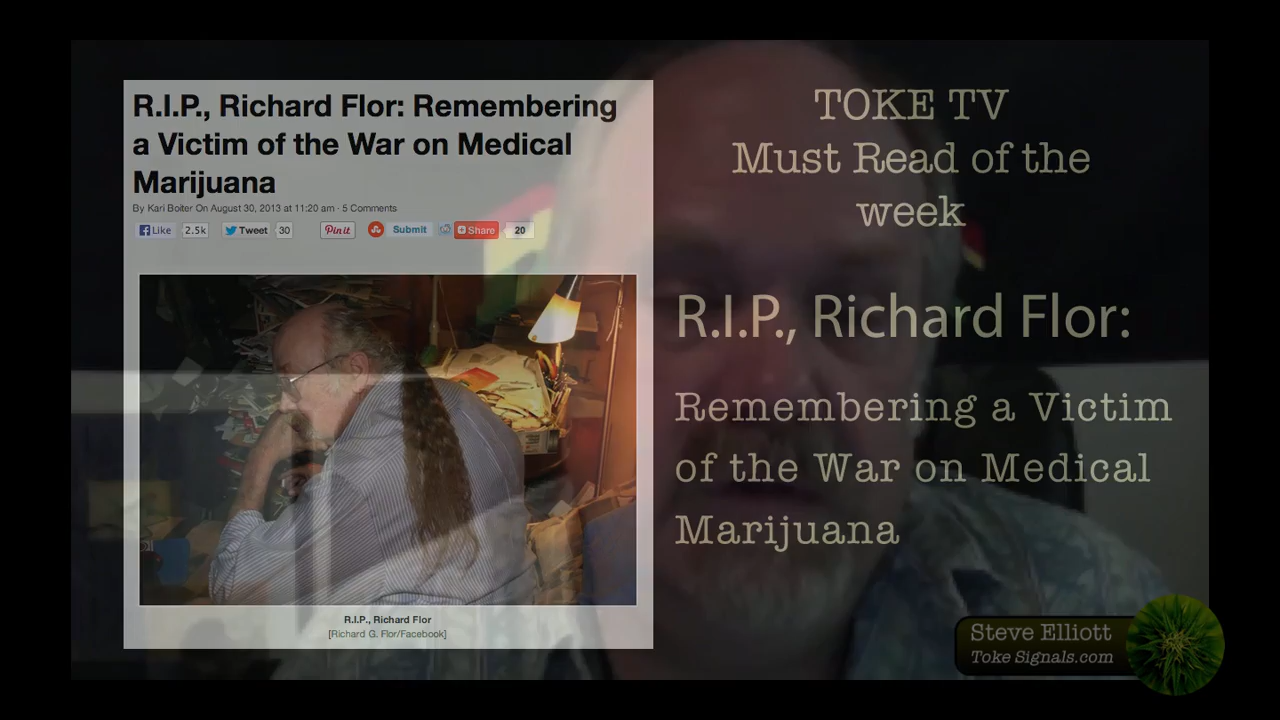 R.I.P., Richard Flor: Remembering
a Victim of the War on Medical
Marijuana
By Kari Boiter On August 30, 2013 at 11:20 am · 5 Comments
Like 2.5k Tweet 30 Pin it Submit Share 20
R.I.P., Richard Flor
[Richard G. Flor/Facebook]
TOKE TV
Must Read of the
week
R.I.P., Richard Flor:
Remembering a Victim
of the War on Medical
Marijuana
Steve Elliott
Toke Signals.com